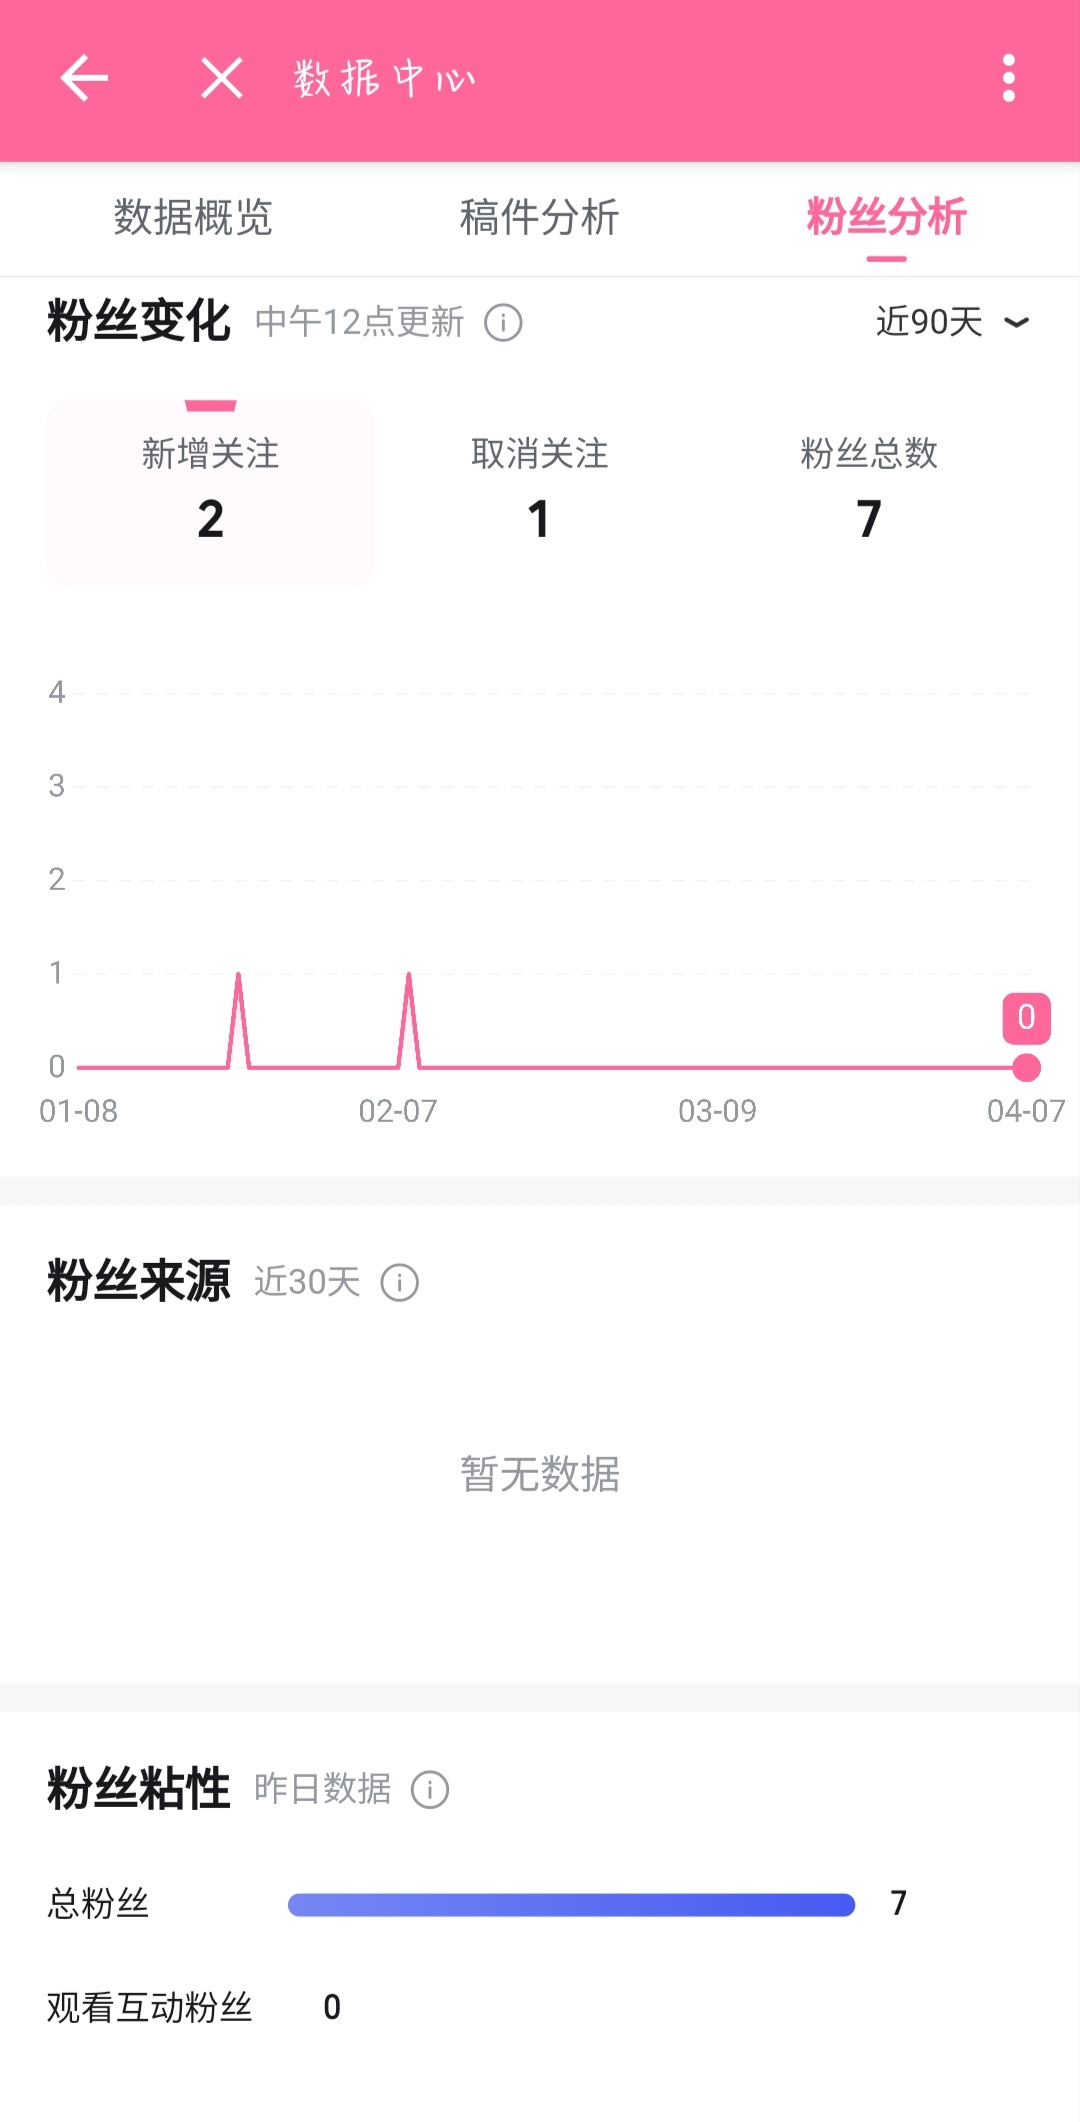 数据中心
数据概览 稿件分析 粉丝分析
粉丝变化 中午12点更新 近90天
新增关注 取消关注 粉丝总数
2 1 7
4
3
2
1
0
0
01-08 02-07 03-09 04-07
粉丝来源 近30天
暂无数据
粉丝粘性 昨日数据
总粉丝 7
观看互动粉丝 0